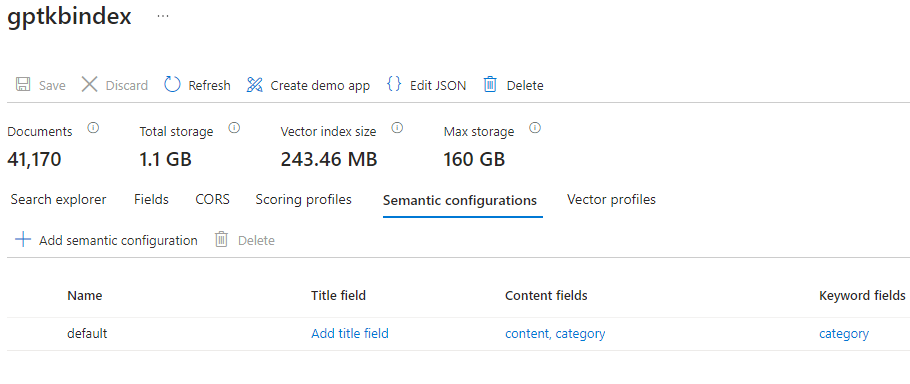 gptkbindex ...
Save Discard Refresh Create demo app {} Edit JSON Delete
Documents Total storage Vector index size Max storage
41,170 1.1 GB 243.46 MB 160 GB
Search explorer Fields CORS Scoring profiles Semantic configurations Vector profiles
+ Add semantic configuration Delete
Name Title field Content fields Keyword fields
default Add title field content, category category